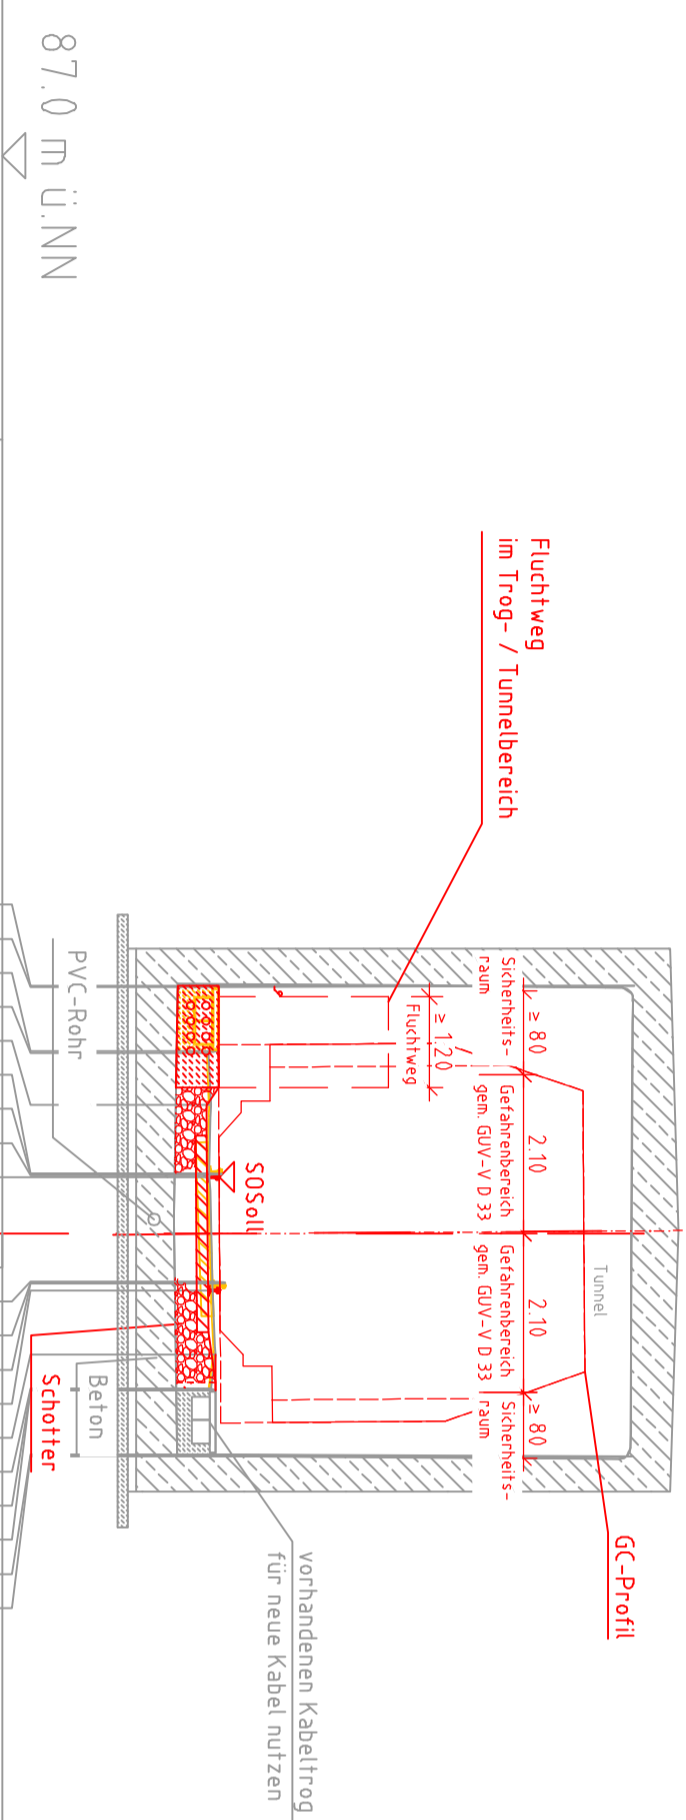 87.0 m ü.NN
Fluchtweg
im Trog- / Tunnelbereich
GC-Profil
Tunnel
≥ 80
2.10
2.10
≥ 80
Sicherheits-
raum
Gefahrenbereich
gem. GUV-V D 33
Gefahrenbereich
gem. GUV-V D 33
Sicherheits-
raum
≥ 1.20
Fluchtweg
SOSoll
PVC-Rohr
Beton
Schotter
vorhandenen Kabeltrog
für neue Kabel nutzen